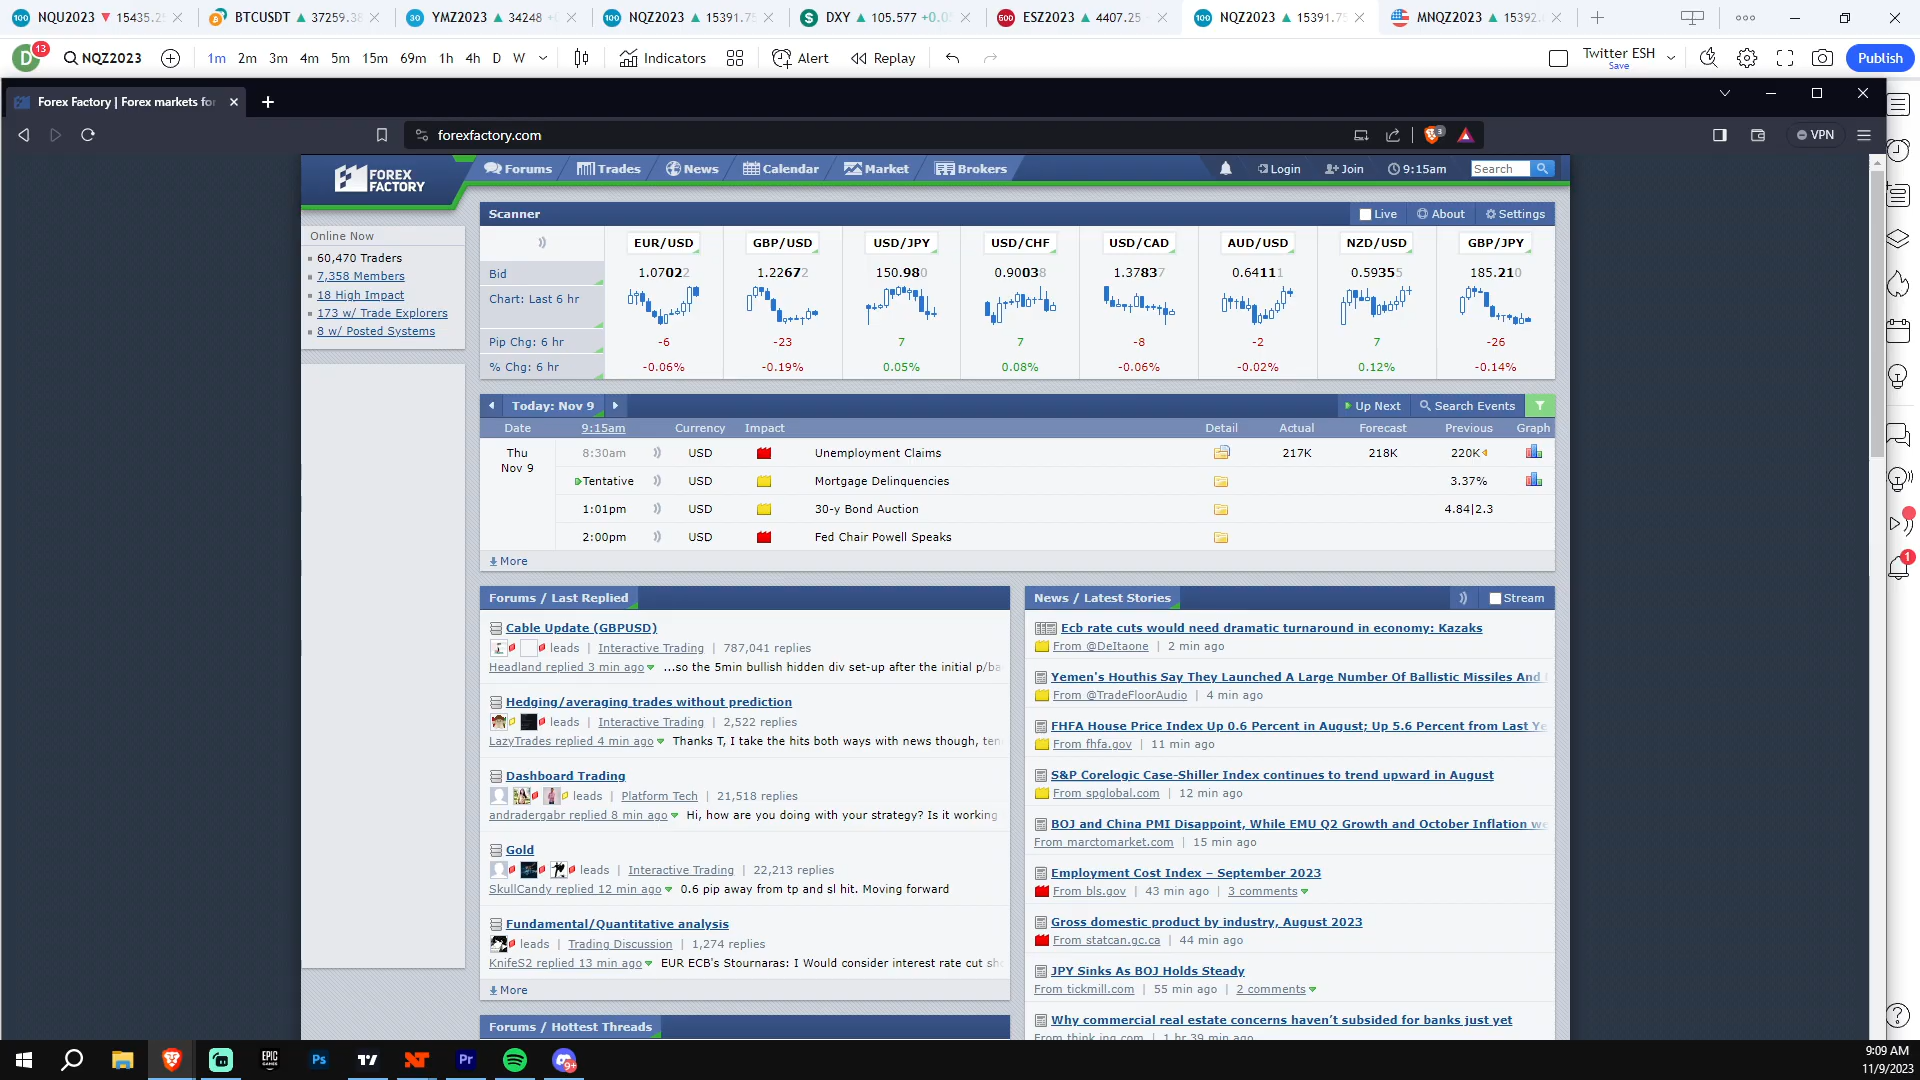 NQU2023 ▼ 15435.25
BTCUSDT ▲ 37259.38
YMZ2023 ▲ 34248
NQZ2023 ▲ 15391.75
DXY ▲ 105.577 +0.0
ESZ2023 ▲ 4407.25
NQZ2023 ▲ 15391.75
MNQZ2023 ▲ 15392.
D 13 NQZ2023 1m 2m 3m 4m 5m 15m 69m 1h 4h D W Indicators Alert Replay Twitter ESH Save Publish
Forex Factory | Forex markets for
forexfactory.com 3 VPN
FOREX FACTORY Forums Trades News Calendar Market Brokers Login Join 9:15am Search
Online Now
60,470 Traders
7,358 Members
18 High Impact
173 w/ Trade Explorers
8 w/ Posted Systems
Scanner Live About Settings
EUR/USD GBP/USD USD/JPY USD/CHF USD/CAD AUD/USD NZD/USD GBP/JPY
Bid 1.07022 1.22672 150.980 0.90038 1.37837 0.64111 0.59355 185.210
Chart: Last 6 hr
Pip Chg: 6 hr -6 -23 7 7 -8 -2 7 -26
% Chg: 6 hr -0.06% -0.19% 0.05% 0.08% -0.06% -0.02% 0.12% -0.14%
Today: Nov 9 Up Next Search Events
Date 9:15am Currency Impact Detail Actual Forecast Previous Graph
Thu Nov 9 8:30am USD Unemployment Claims 217K 218K 220K
Tentative USD Mortgage Delinquencies 3.37%
1:01pm USD 30-y Bond Auction 4.84|2.3
2:00pm USD Fed Chair Powell Speaks
More
Forums / Last Replied
Cable Update (GBPUSD)
leads | Interactive Trading | 787,041 replies
Headland replied 3 min ago ...so the 5min bullish hidden div set-up after the initial p/ba
Hedging/averaging trades without prediction
leads | Interactive Trading | 2,522 replies
LazyTrades replied 4 min ago Thanks T, I take the hits both ways with news though, ten
Dashboard Trading
leads | Platform Tech | 21,518 replies
andradergabr replied 8 min ago Hi, how are you doing with your strategy? Is it working
Gold
leads | Interactive Trading | 22,213 replies
SkullCandy replied 12 min ago 0.6 pip away from tp and sl hit. Moving forward
Fundamental/Quantitative analysis
leads | Trading Discussion | 1,274 replies
KnifeS2 replied 13 min ago EUR ECB's Stournaras: I Would consider interest rate cut sh
More
Forums / Hottest Threads
News / Latest Stories Stream
Ecb rate cuts would need dramatic turnaround in economy: Kazaks
From @DeItaone | 2 min ago
Yemen's Houthis Say They Launched A Large Number Of Ballistic Missiles And
From @TradeFloorAudio | 4 min ago
FHFA House Price Index Up 0.6 Percent in August; Up 5.6 Percent from Last Ye
From fhfa.gov | 11 min ago
S&P Corelogic Case-Shiller Index continues to trend upward in August
From spglobal.com | 12 min ago
BOJ and China PMI Disappoint, While EMU Q2 Growth and October Inflation we
From marctomarket.com | 15 min ago
Employment Cost Index – September 2023
From bls.gov | 43 min ago | 3 comments
Gross domestic product by industry, August 2023
From statcan.gc.ca | 44 min ago
JPY Sinks As BOJ Holds Steady
From tickmill.com | 55 min ago | 2 comments
Why commercial real estate concerns haven't subsided for banks just yet
From think.ing.com | 1 hr 39 min ago
1
EPIC GAMES Ps Pr 9+
9:09 AM
11/9/2023